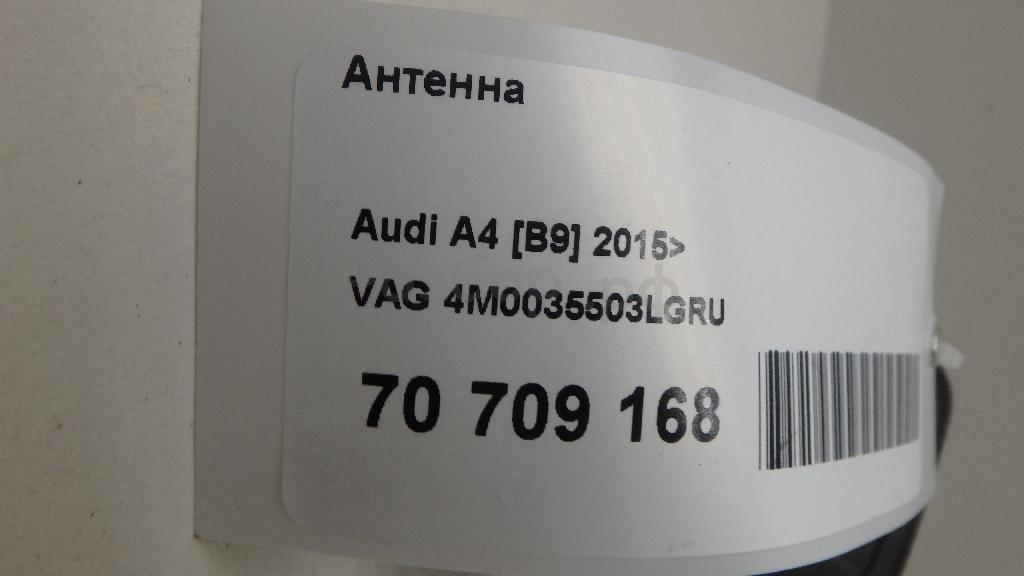 Антенна
Audi A4 [B9] 2015>
VAG 4M0035503LGRU
70 709 168